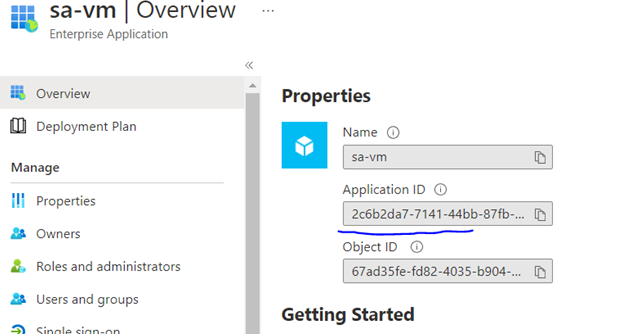 sa-vm | Overview ...
Enterprise Application
«
Overview
Deployment Plan
Manage
Properties
Owners
Roles and administrators
Users and groups
Single sign-on
Properties
Name
sa-vm
Application ID
2c6b2da7-7141-44bb-87fb-...
Object ID
67ad35fe-fd82-4035-b904-...
Getting Started